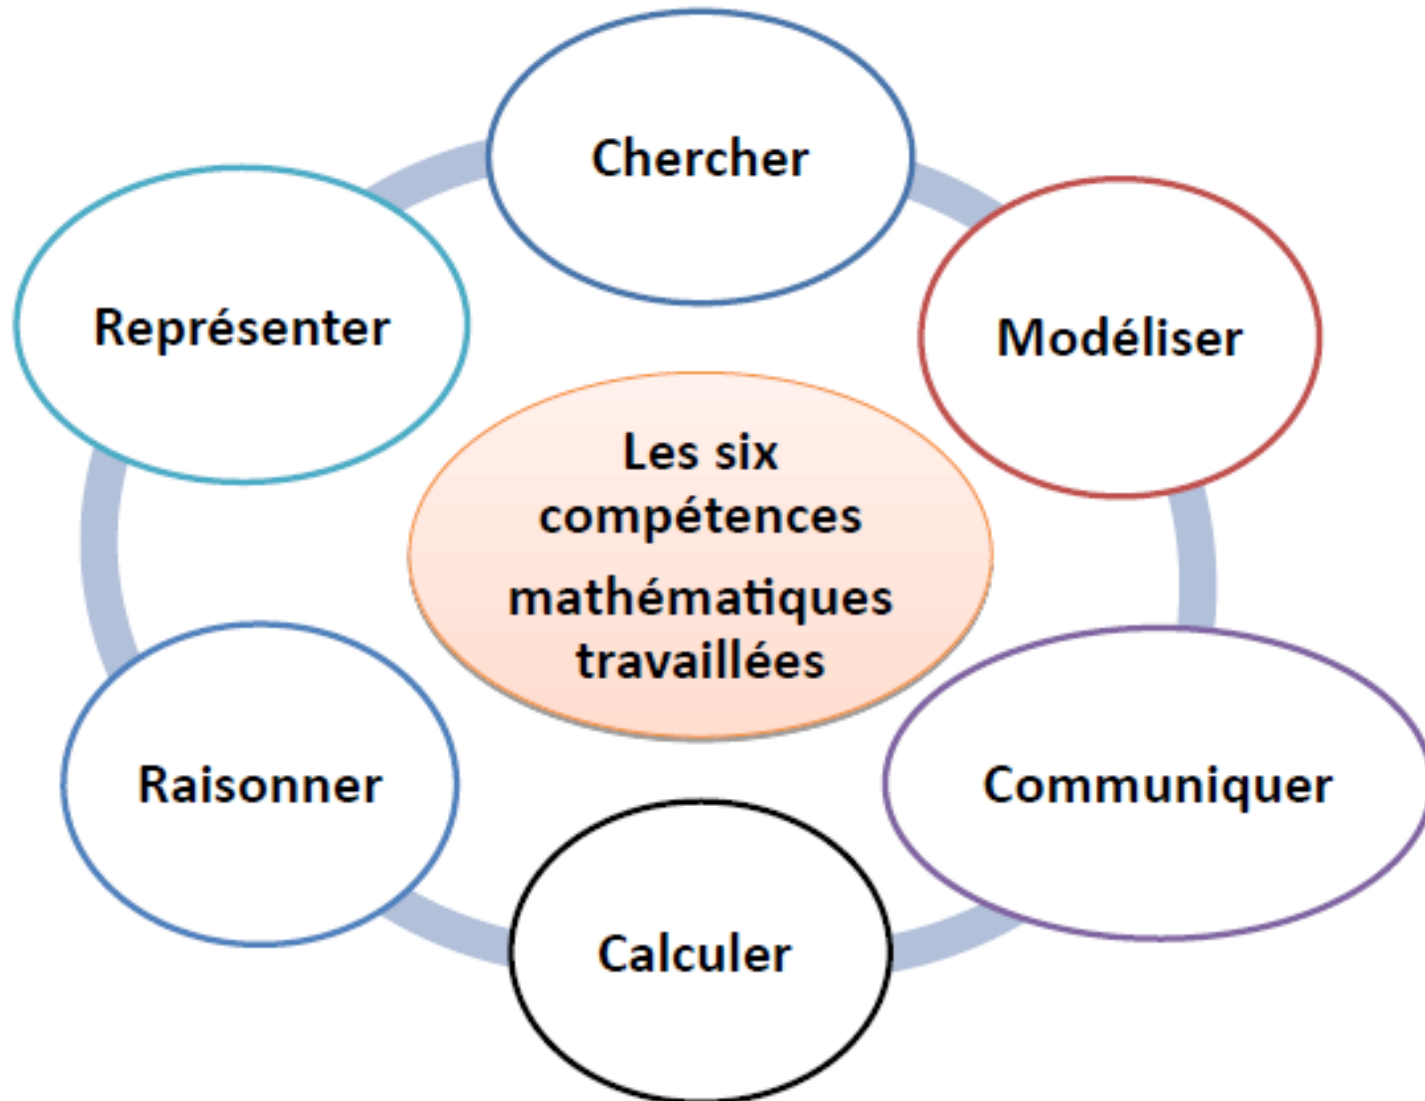 Chercher
Modéliser
Communiquer
Calculer
Raisonner
Représenter
Les six
compétences
mathématiques
travaillées